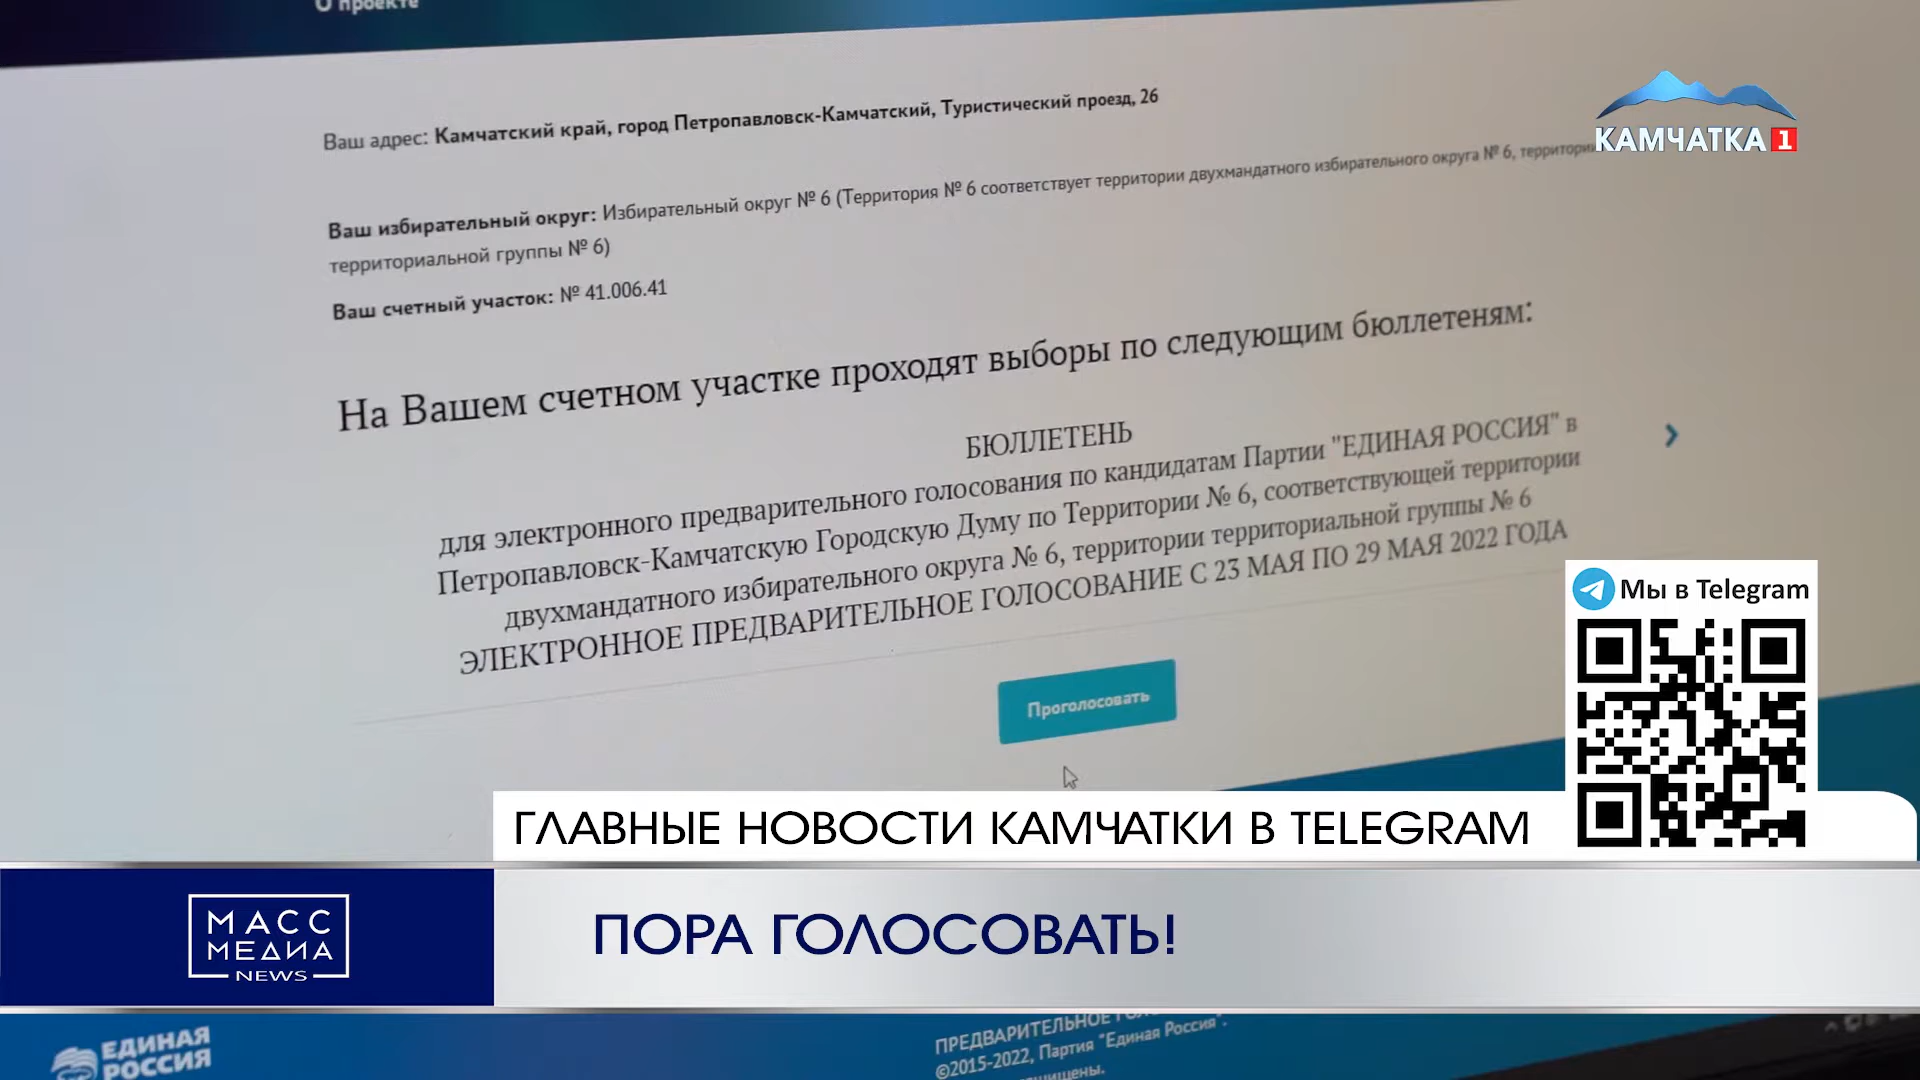 О проекте
Ваш адрес: Камчатский край, город Петропавловск-Камчатский, Туристический проезд, 26
КАМЧАТКА 1
Ваш избирательный округ: Избирательный округ № 6 (Территория № 6 соответствует территории двухмандатного избирательного округа № 6, территории
территориальной группы № 6)
Ваш счетный участок: № 41.006.41
На Вашем счетном участке проходят выборы по следующим бюллетеням:
БЮЛЛЕТЕНЬ
для электронного предварительного голосования по кандидатам Партии "ЕДИНАЯ РОССИЯ" в
Петропавловск-Камчатскую Городскую Думу по Территории № 6, соответствующей территории
двухмандатного избирательного округа № 6, территории территориальной группы № 6
ЭЛЕКТРОННОЕ ПРЕДВАРИТЕЛЬНОЕ ГОЛОСОВАНИЕ С 23 МАЯ ПО 29 МАЯ 2022 ГОДА
Проголосовать
Мы в Telegram
ГЛАВНЫЕ НОВОСТИ КАМЧАТКИ В TELEGRAM
МАСС
МЕДИА
NEWS
ПОРА ГОЛОСОВАТЬ!
ЕДИНАЯ
РОССИЯ
ПРЕДВАРИТЕЛЬНОЕ
©2015-2022, Партия "Единая Россия".